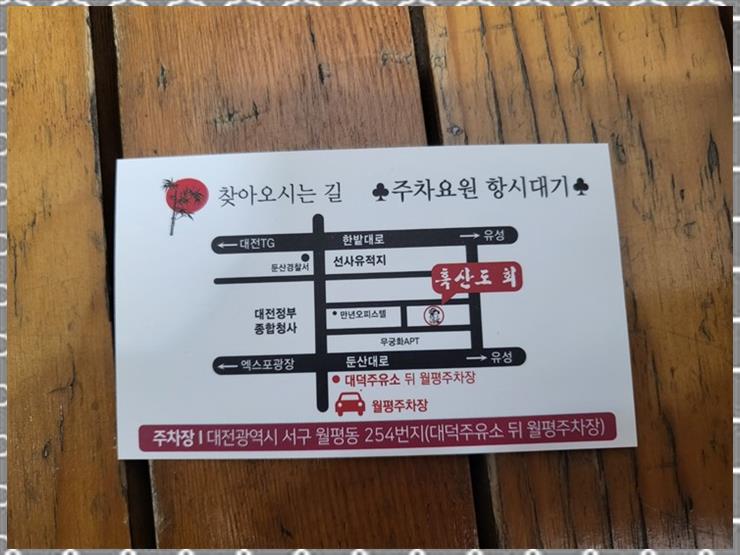 찾아오시는 길 ♣주차요원 항시대기♣
←대전TG 한밭대로 →유성
둔산경찰서 선사유적지
흑산도 회
대전정부
종합청사
만년오피스텔
무궁화APT
←엑스포광장 둔산대로 →유성
대덕주유소 뒤 월평주차장
월평주차장
주차장 | 대전광역시 서구 월평동 254번지(대덕주유소 뒤 월평주차장)